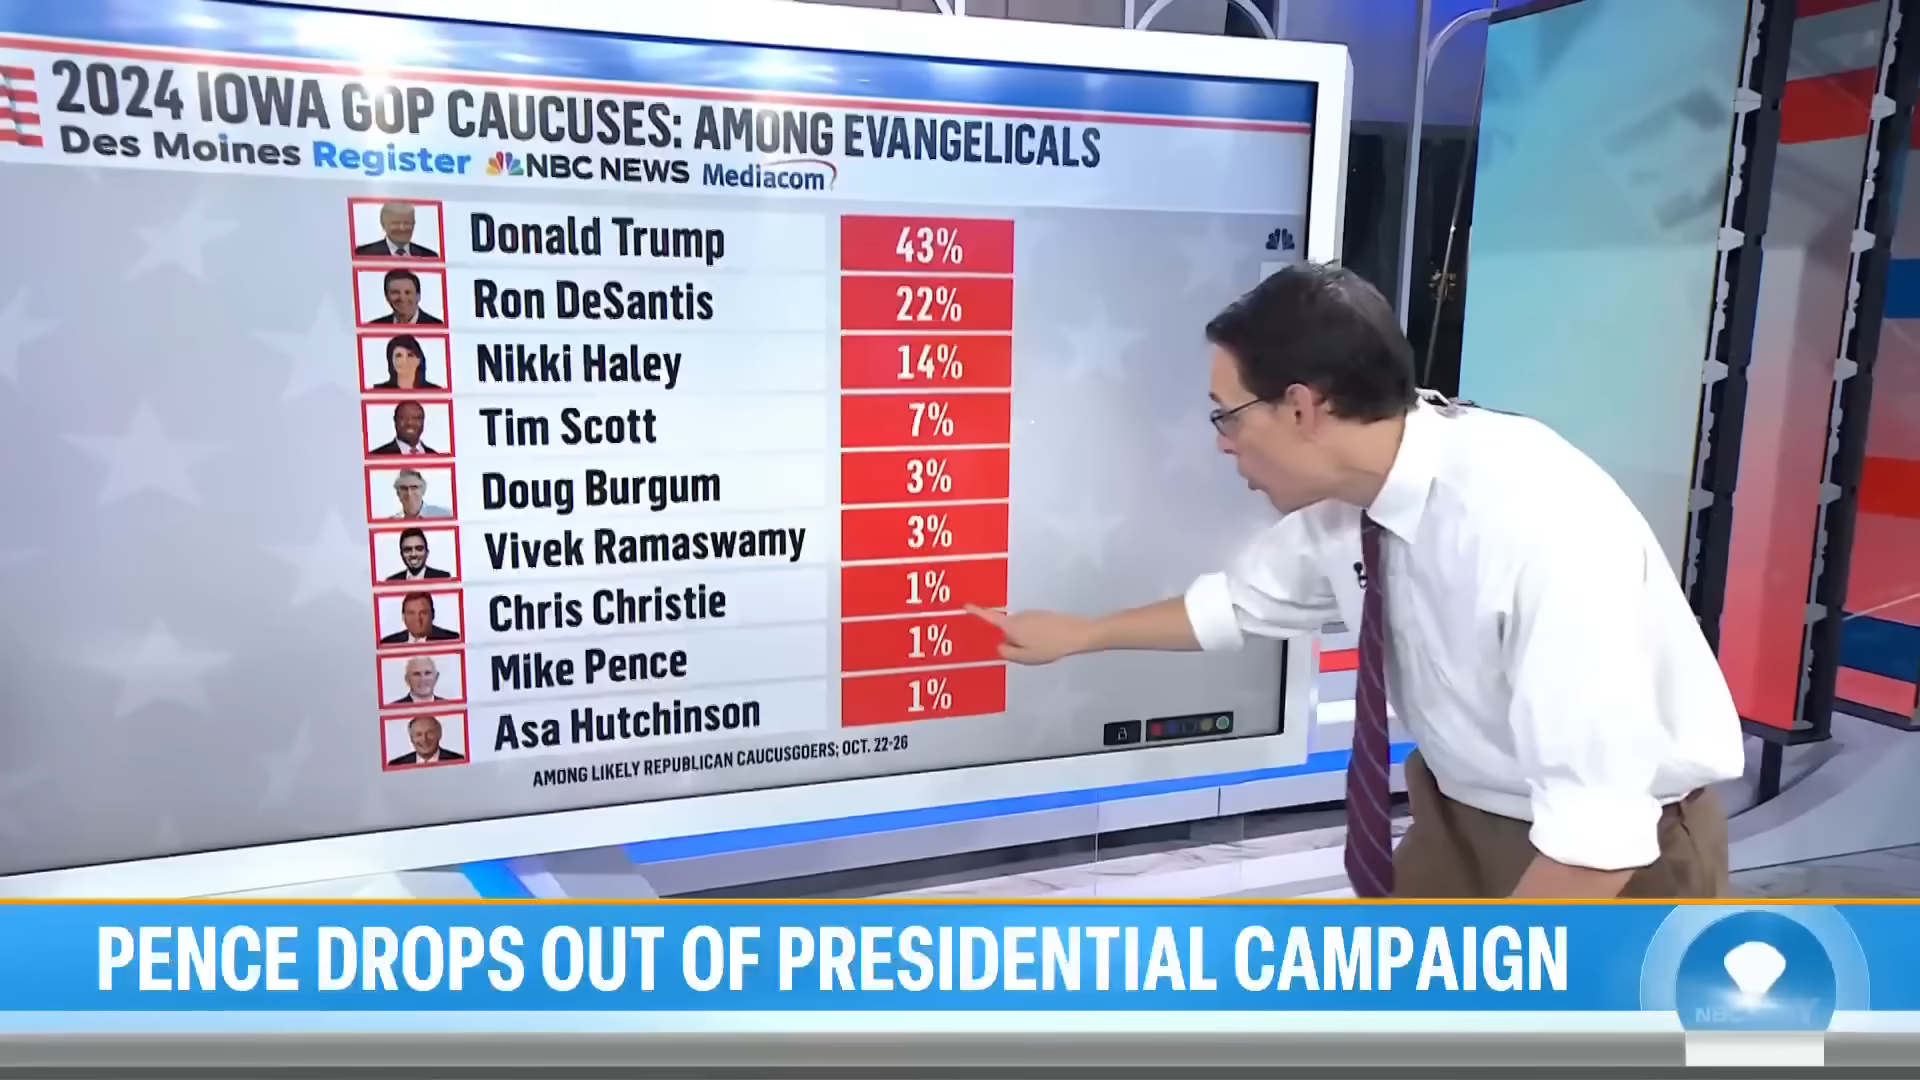 2024 IOWA GOP CAUCUSES: AMONG EVANGELICALS
Des Moines Register NBC NEWS Mediacom
Donald Trump 43%
Ron DeSantis 22%
Nikki Haley 14%
Tim Scott 7%
Doug Burgum 3%
Vivek Ramaswamy 3%
Chris Christie 1%
Mike Pence 1%
Asa Hutchinson 1%
AMONG LIKELY REPUBLICAN CAUCUSGOERS; OCT. 22-26
PENCE DROPS OUT OF PRESIDENTIAL CAMPAIGN